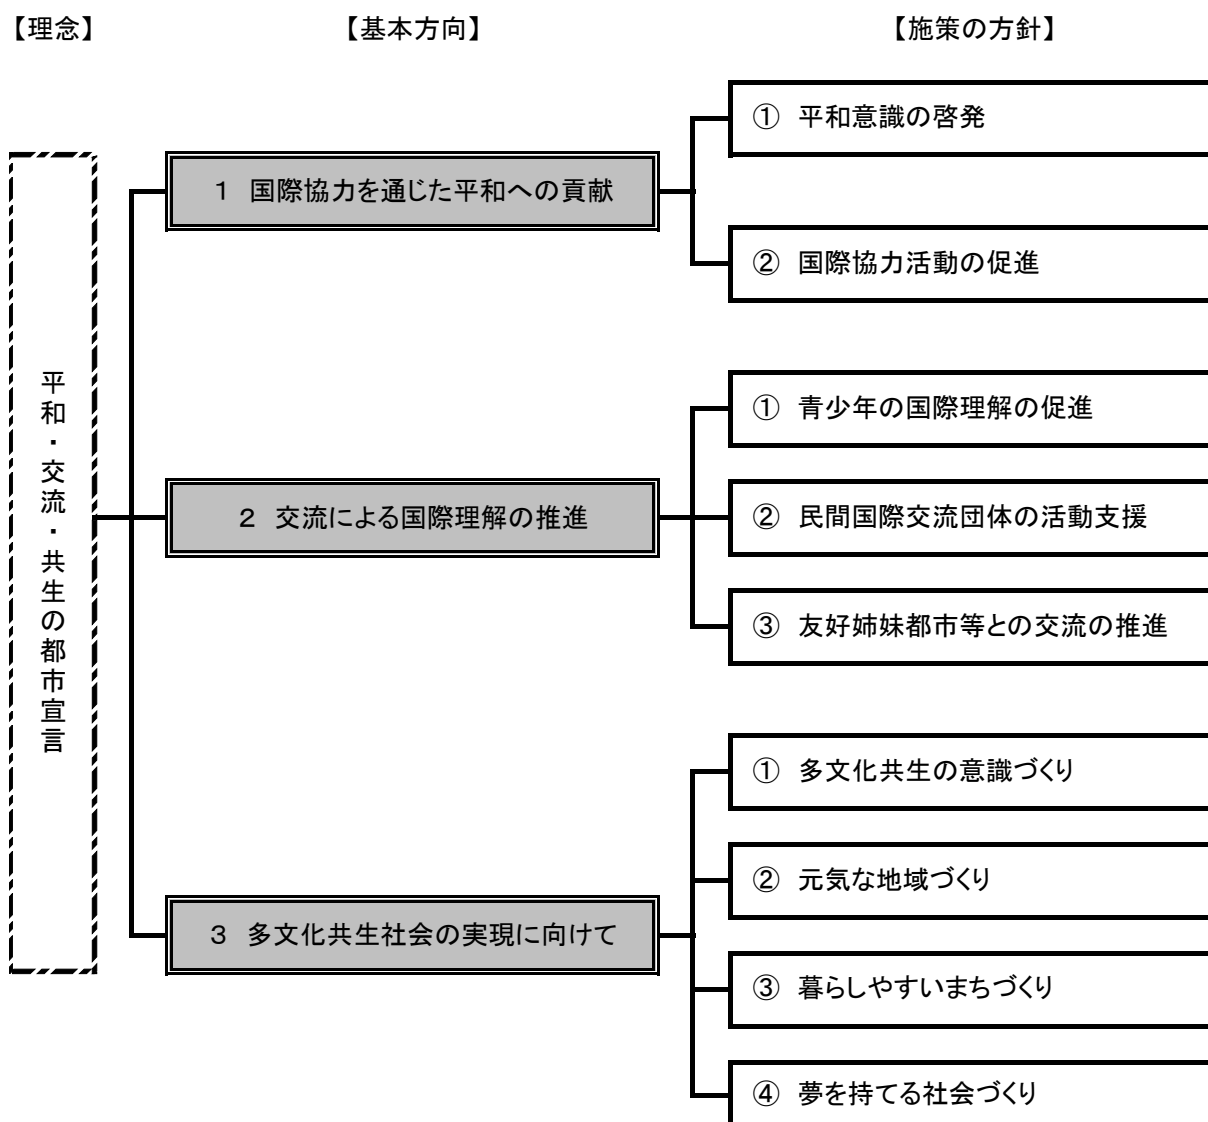 【理念】
【基本方向】
【施策の方針】
平和・交流・共生の都市宣言
１ 国際協力を通じた平和への貢献
① 平和意識の啓発
② 国際協力活動の促進
２ 交流による国際理解の推進
① 青少年の国際理解の促進
② 民間国際交流団体の活動支援
③ 友好姉妹都市等との交流の推進
３ 多文化共生社会の実現に向けて
① 多文化共生の意識づくり
② 元気な地域づくり
③ 暮らしやすいまちづくり
④ 夢を持てる社会づくり